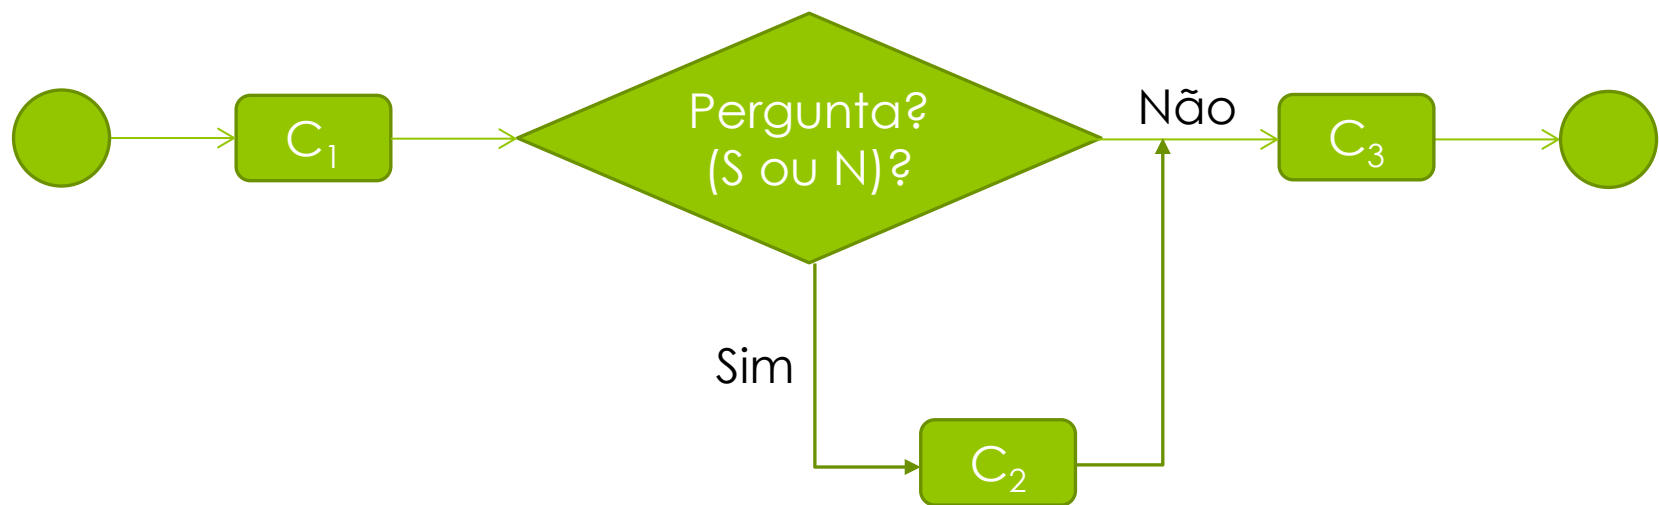 C₁
Pergunta?
(S ou N)?
Não
C₃
Sim
C₂